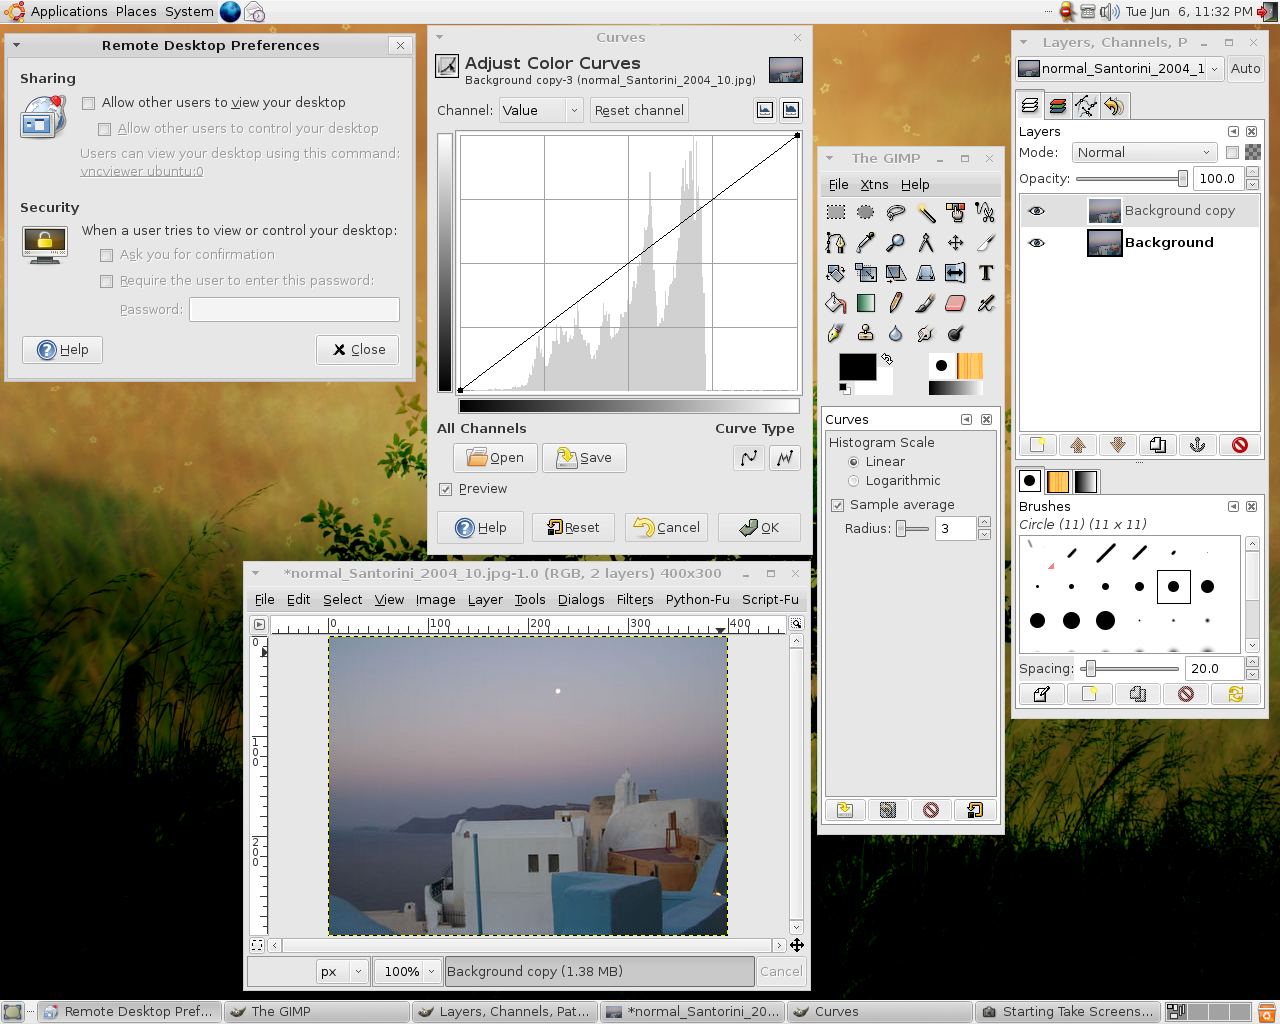 Applications Places System
Tue Jun 6, 11:32 PM
Remote Desktop Preferences
Sharing
Allow other users to view your desktop
Allow other users to control your desktop
Users can view your desktop using this command:
vncviewer ubuntu:0
Security
When a user tries to view or control your desktop:
Ask you for confirmation
Require the user to enter this password:
Password:
Help
Close
Curves
Adjust Color Curves
Background copy-3 (normal_Santorini_2004_10.jpg)
Channel: Value Reset channel
All Channels Curve Type
Open Save
Preview
Help Reset Cancel OK
*normal_Santorini_2004_10.jpg-1.0 (RGB, 2 layers) 400x300
File Edit Select View Image Layer Tools Dialogs Filters Python-Fu Script-Fu
0 100 200 300 400
0
100
200
px 100% Background copy (1.38 MB) Cancel
The GIMP
File Xtns Help
Curves
Histogram Scale
Linear
Logarithmic
Sample average
Radius: 3
Layers, Channels, P
normal_Santorini_2004_1 Auto
Layers
Mode: Normal
Opacity: 100.0
Background copy
Background
Brushes
Circle (11) (11 x 11)
Spacing: 20.0
Remote Desktop Pref...
The GIMP
Layers, Channels, Pat...
*normal_Santorini_20...
Curves
Starting Take Screens...